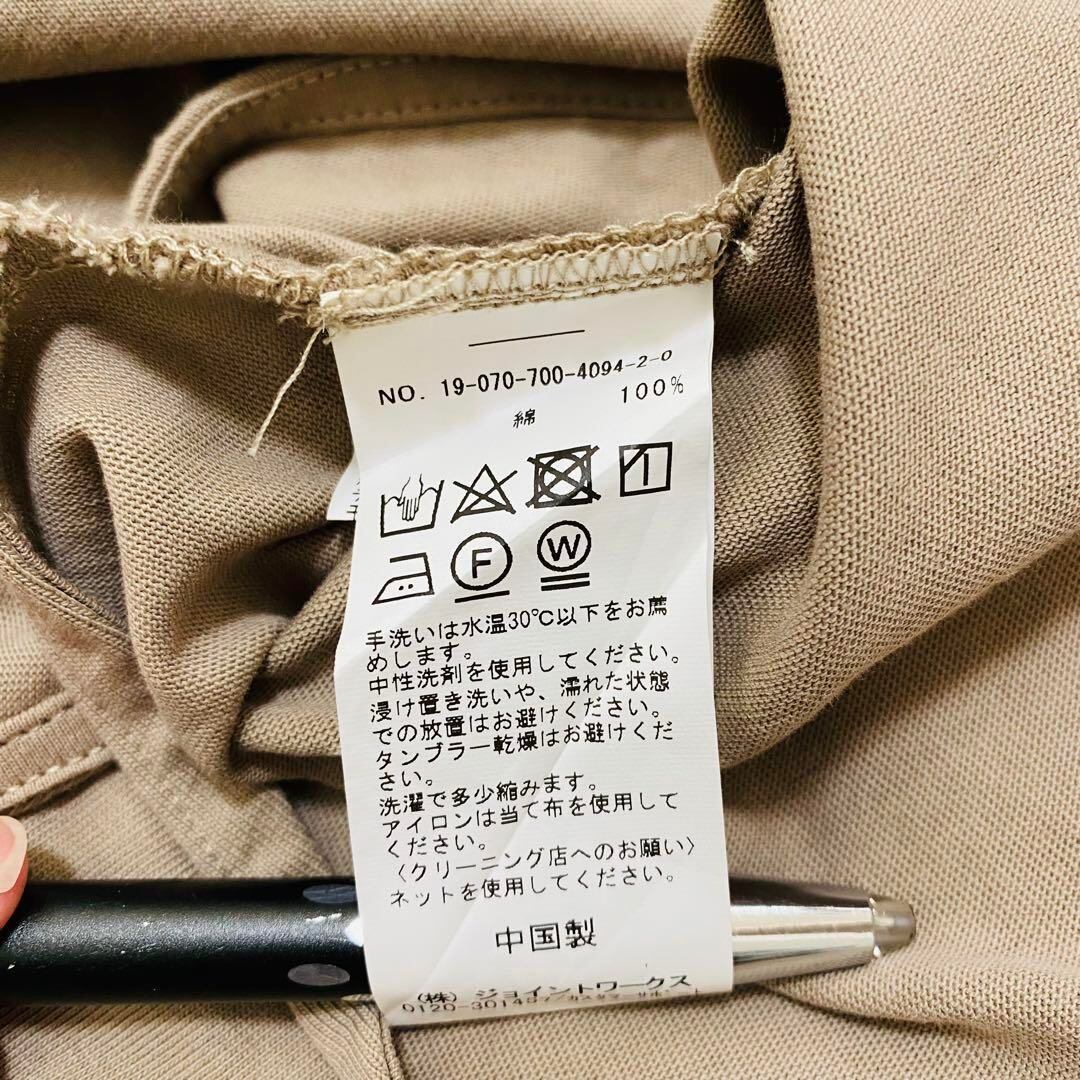 NO. 19-070-700-4094-2-0
綿 100%
F W
手洗いは水温30℃以下をお薦
めします。
中性洗剤を使用してください。
浸け置き洗いや、濡れた状態
での放置はお避けください。
タンブラー乾燥はお避けくだ
さい。
洗濯で多少縮みます。
アイロンは当て布を使用して
ください。
〈クリーニング店へのお願い〉
ネットを使用してください。
中国製
(株) ジョイントワークス